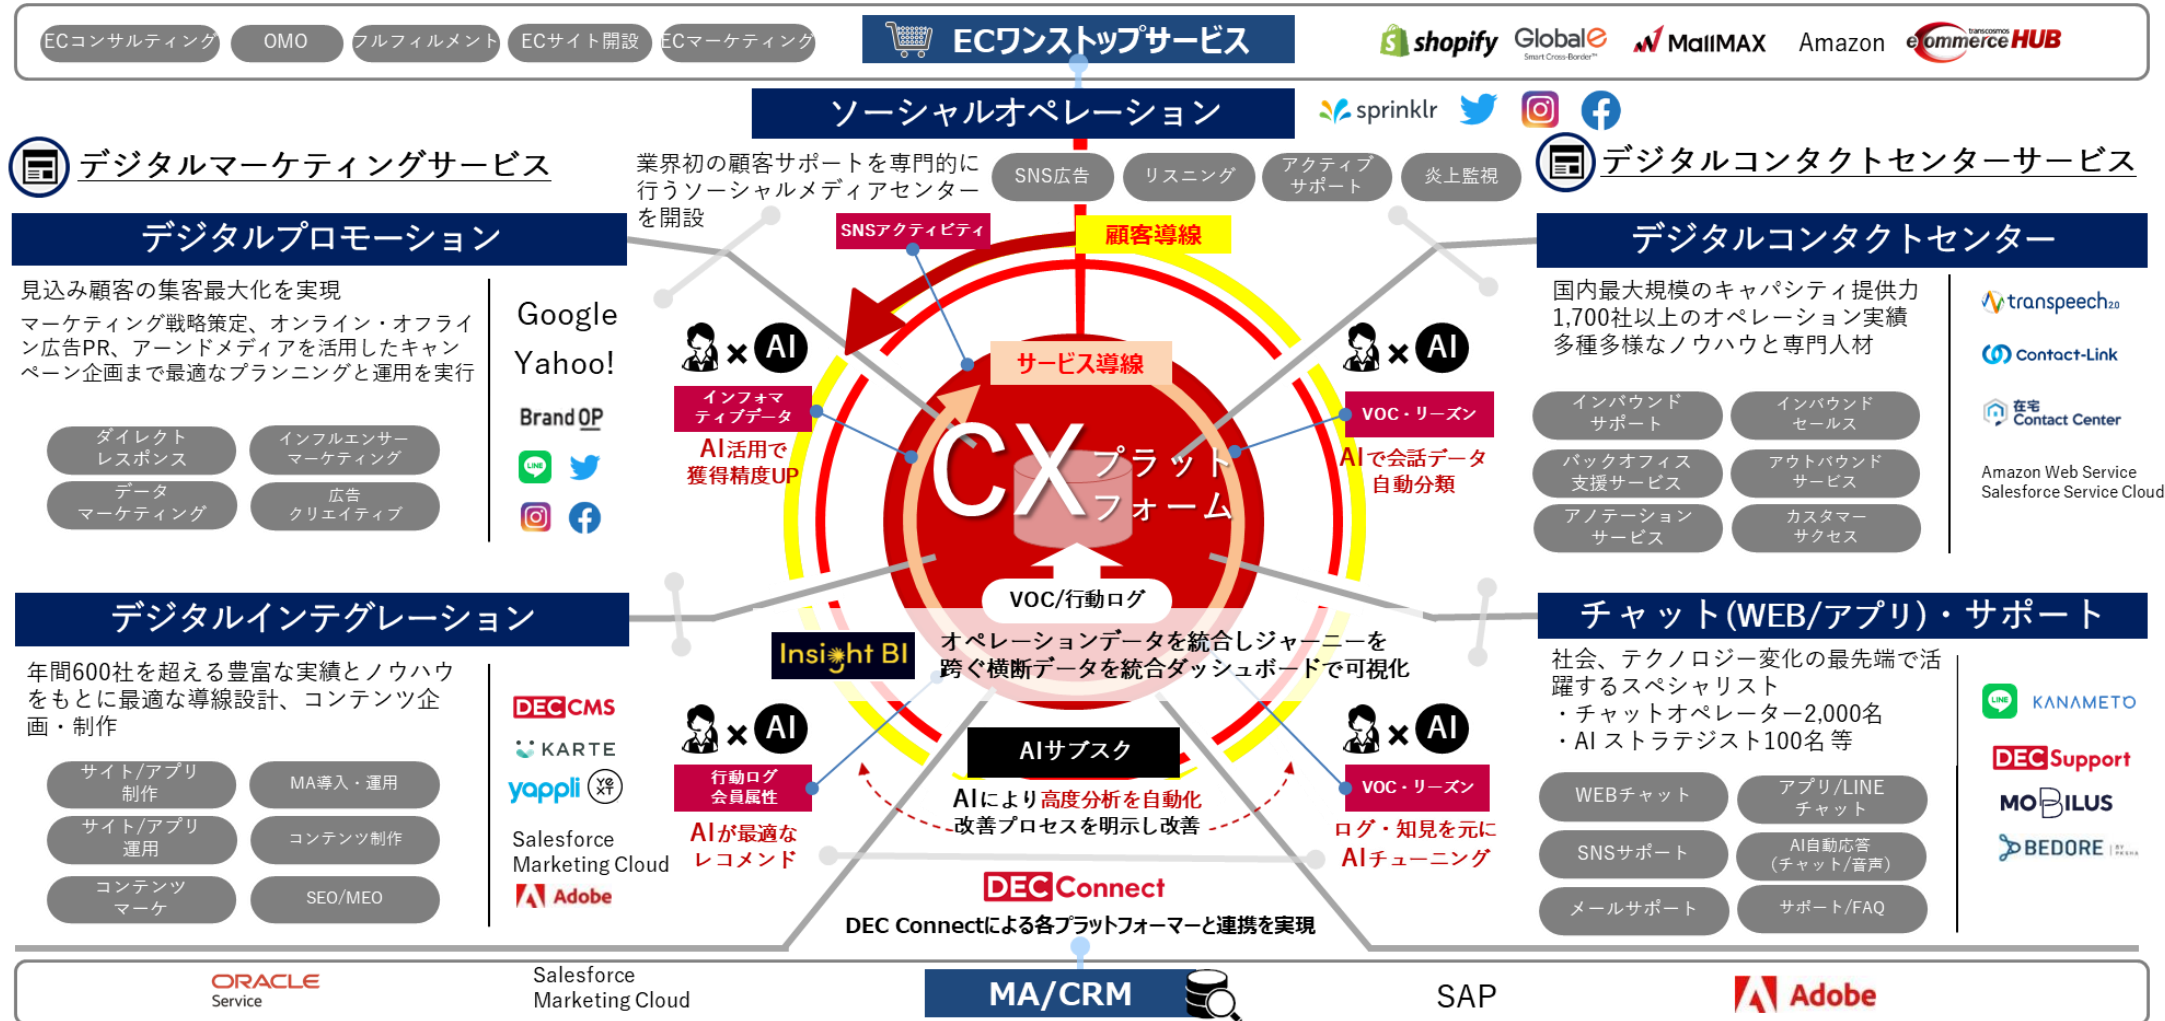 ECコンサルティング
OMO
フルフィルメント
ECサイト開設
ECマーケティング
ECワンストップサービス
shopify
Globale
Smart Cross-Border™
MallMAX
Amazon
transcosmos
eCommerce HUB
ソーシャルオペレーション
sprinklr
デジタルマーケティングサービス
業界初の顧客サポートを専門的に
行うソーシャルメディアセンター
を開設
SNS広告
リスニング
アクティブ
サポート
炎上監視
デジタルコンタクトセンターサービス
デジタルプロモーション
見込み顧客の集客最大化を実現
マーケティング戦略策定、オンライン・オフライ
ン広告PR、アーンドメディアを活用したキャン
ペーン企画まで最適なプランニングと運用を実行
ダイレクト
レスポンス
インフルエンサー
マーケティング
データ
マーケティング
広告
クリエイティブ
Google
Yahoo!
Brand OP
LINE
SNSアクティビティ
顧客導線
サービス導線
× AI
インフォマ
ティブデータ
AI活用で
獲得精度UP
CXプラット
フォーム
VOC/行動ログ
× AI
VOC・リーズン
AIで会話データ
自動分類
デジタルコンタクトセンター
国内最大規模のキャパシティ提供力
1,700社以上のオペレーション実績
多種多様なノウハウと専門人材
インバウンド
サポート
インバウンド
セールス
バックオフィス
支援サービス
アウトバウンド
サービス
アノテーション
サービス
カスタマー
サクセス
transpeech2.0
Contact-Link
在宅
Contact Center
Amazon Web Service
Salesforce Service Cloud
デジタルインテグレーション
年間600社を超える豊富な実績とノウハウ
をもとに最適な導線設計、コンテンツ企
画・制作
サイト/アプリ
制作
MA導入・運用
サイト/アプリ
運用
コンテンツ制作
コンテンツ
マーケ
SEO/MEO
DEC CMS
KARTE
yappli
YEXT
Salesforce
Marketing Cloud
Adobe
Insight BI
オペレーションデータを統合しジャーニーを
跨ぐ横断データを統合ダッシュボードで可視化
× AI
行動ログ
会員属性
AIが最適な
レコメンド
AIサブスク
AIにより高度分析を自動化
改善プロセスを明示し改善
× AI
VOC・リーズン
ログ・知見を元に
AIチューニング
DEC Connect
DEC Connectによる各プラットフォーマーと連携を実現
チャット(WEB/アプリ)・サポート
社会、テクノロジー変化の最先端で活
躍するスペシャリスト
・チャットオペレーター2,000名
・AI ストラテジスト100名 等
WEBチャット
アプリ/LINE
チャット
SNSサポート
AI自動応答
(チャット/音声)
メールサポート
サポート/FAQ
LINE
KANAMETO
DEC Support
MOBILUS
BEDORE
ORACLE
Service
Salesforce
Marketing Cloud
MA/CRM
SAP
Adobe